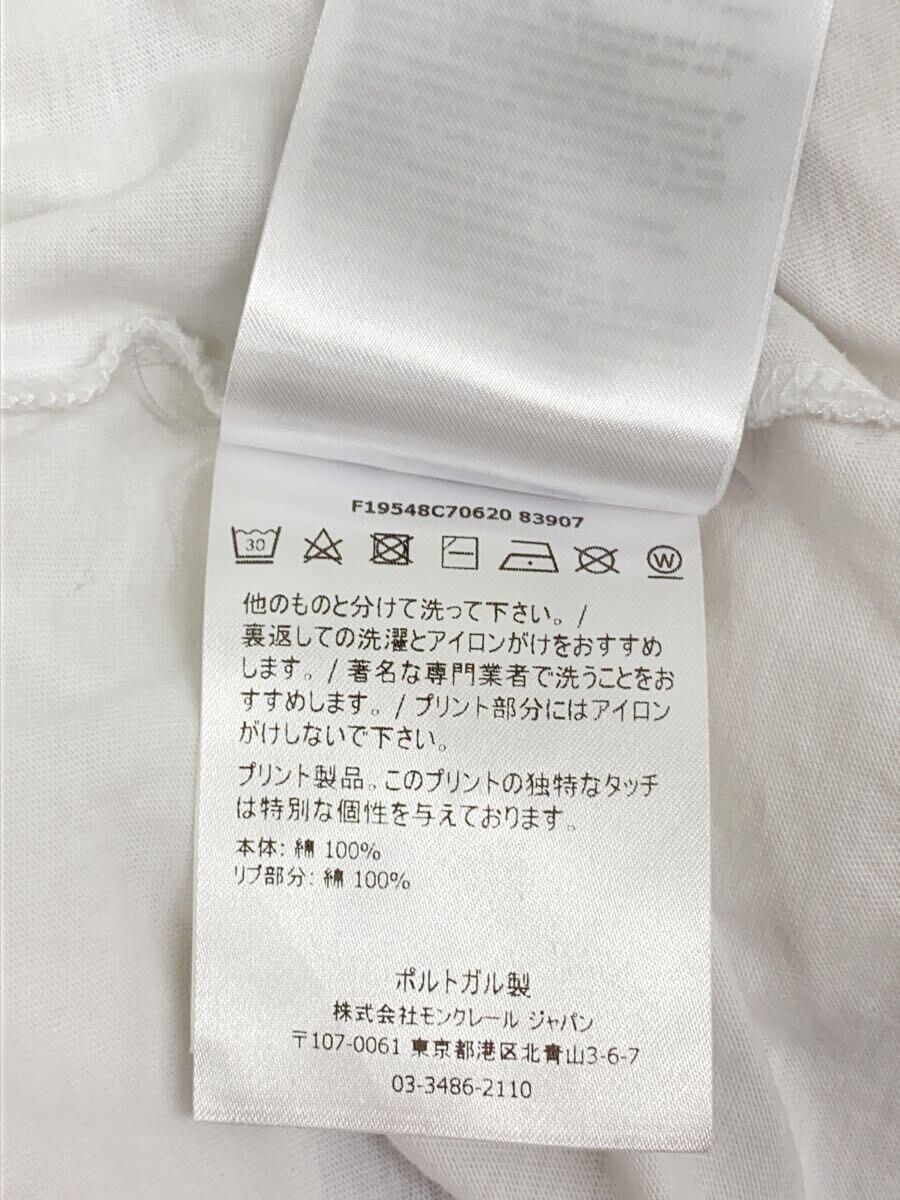 F19548C70620 83907
30
W
他のものと分けて洗って下さい。/
裏返しての洗濯とアイロンがけをおすすめ
します。/ 著名な専門業者で洗うことをお
すすめします。/ プリント部分にはアイロン
がけしないで下さい。
プリント製品。このプリントの独特なタッチ
は特別な個性を与えております。
本体: 綿 100%
リブ部分: 綿 100%
ポルトガル製
株式会社モンクレール ジャパン
〒107-0061 東京都港区北青山3-6-7
03-3486-2110